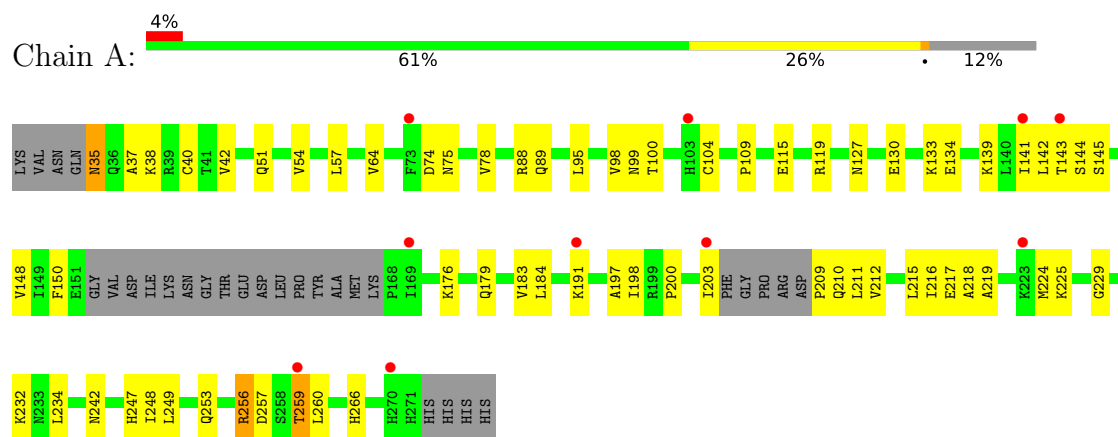 4%
Chain A:
61% 26% • 12%
LYS VAL ASN GLN N35 Q36 A37 K38 R39 C40 T41 V42 Q51 V54 L57 V64 F73 D74 N75 V78 R88 Q89 L95 V98 N99 T100 H103 C104 P109 E115 R119 N127 E130 K133 E134 K139 L140 I141 L142 T143 S144 S145
V148 I149 F150 E151 GLY VAL ASP ILE LYS ASN GLY THR GLU ASP LEU PRO TYR ALA MET LYS P168 I169 K176 Q179 V183 L184 K191 A197 I198 R199 P200 I203 PHE GLY PRO ARG ASP P209 Q210 L211 V212 L215 I216 E217 A218 A219 K223 M224 K225 G229
K232 N233 L234 N242 H247 I248 L249 Q253 R256 D257 S258 T259 L260 H266 H270 H271 HIS HIS HIS HIS